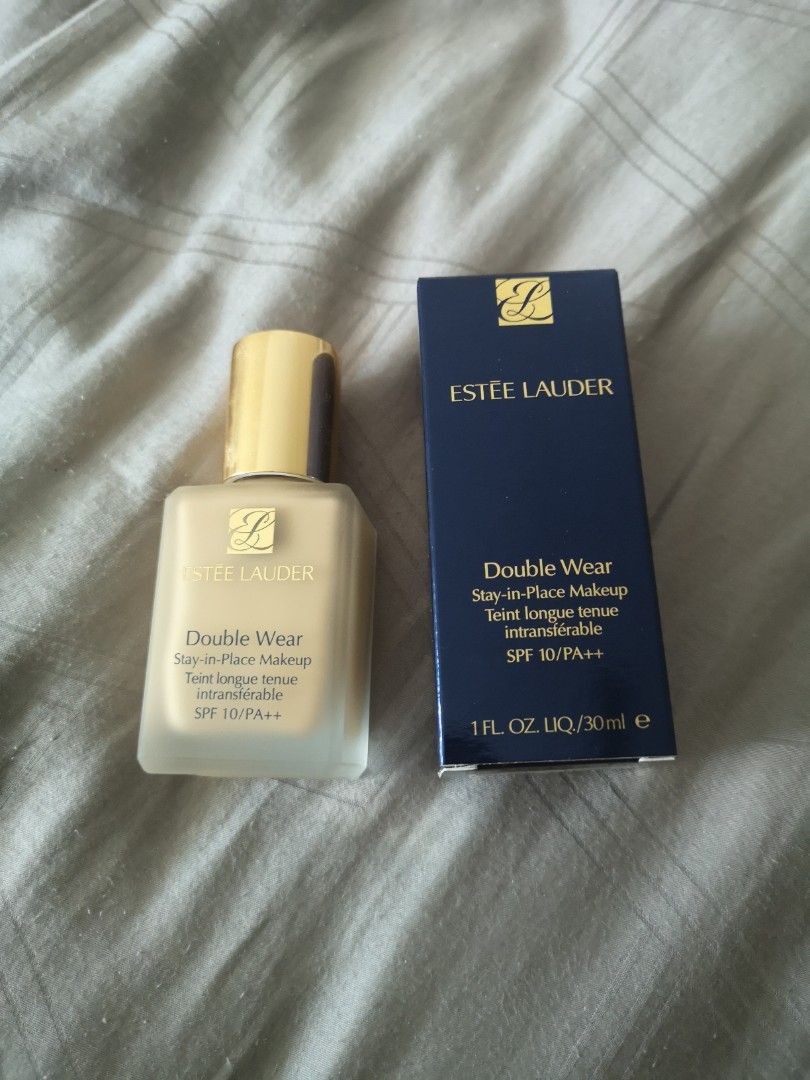 ESTĒE LAUDER
Double Wear
Stay-in-Place Makeup
Teint longue tenue
intransférable
SPF 10/PA++
ESTĒE LAUDER
Double Wear
Stay-in-Place Makeup
Teint longue tenue
intransférable
SPF 10/PA++
1 FL. OZ. LIQ./30 ml e